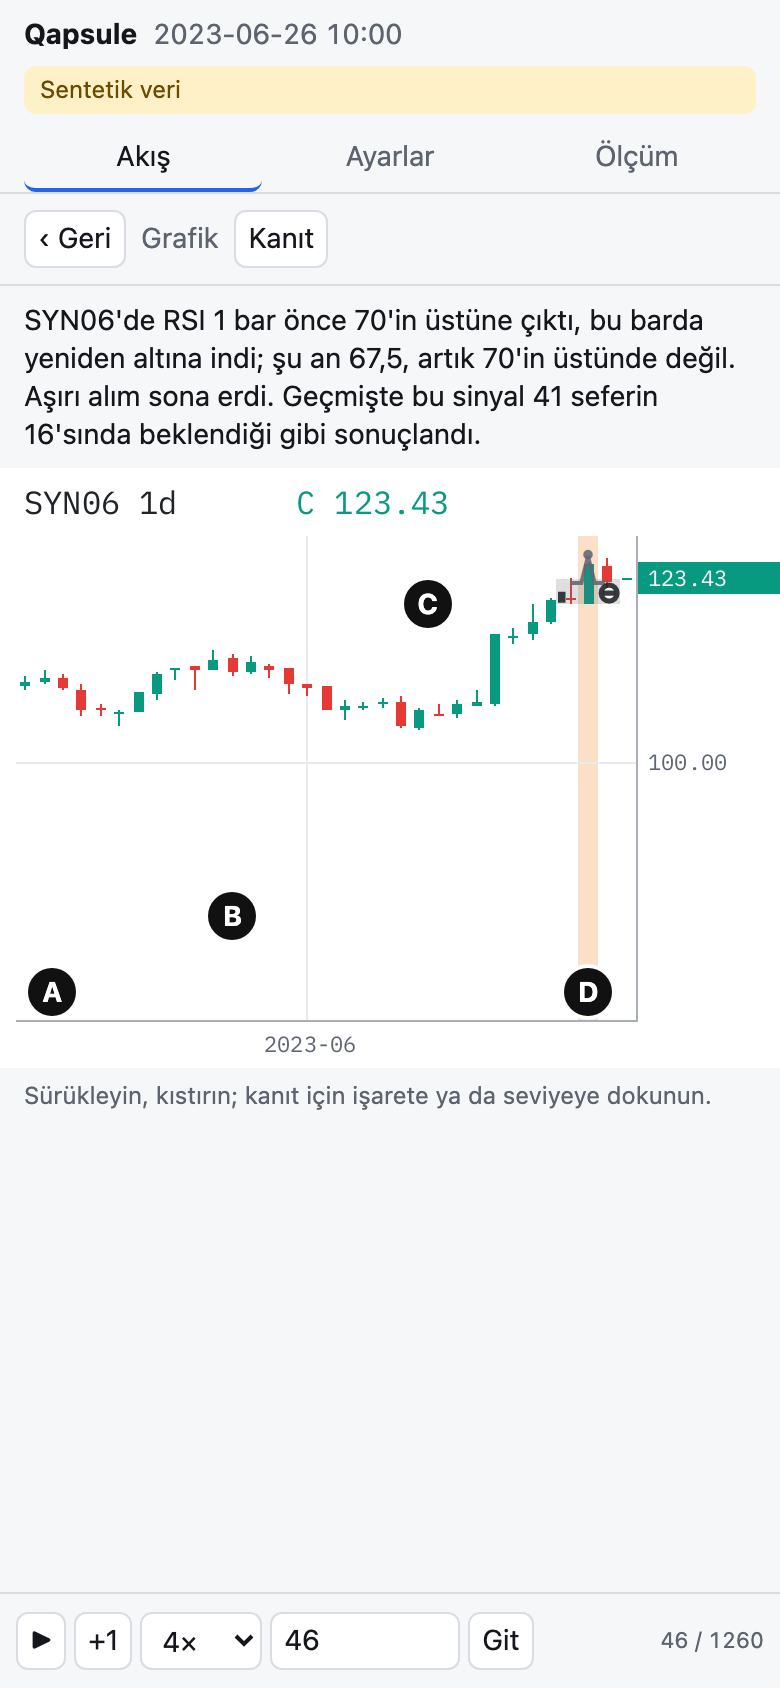 Qapsule 2023-06-26 10:00
Sentetik veri
Akış Ayarlar Ölçüm
‹ Geri Grafik Kanıt
SYN06'de RSI 1 bar önce 70'in üstüne çıktı, bu barda
yeniden altına indi; şu an 67,5, artık 70'in üstünde değil.
Aşırı alım sona erdi. Geçmişte bu sinyal 41 seferin
16'sında beklendiği gibi sonuçlandı.
SYN06 1d C 123.43
123.43
C
100.00
B
A
D
2023-06
Sürükleyin, kıstırın; kanıt için işarete ya da seviyeye dokunun.
+1 4× 46 Git 46 / 1260